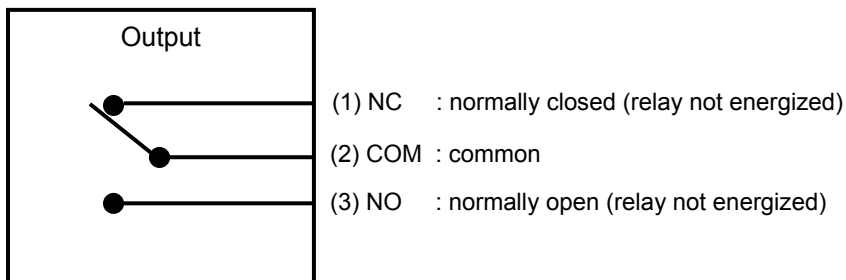 Output
(1) NC : normally closed (relay not energized)
(2) COM : common
(3) NO : normally open (relay not energized)